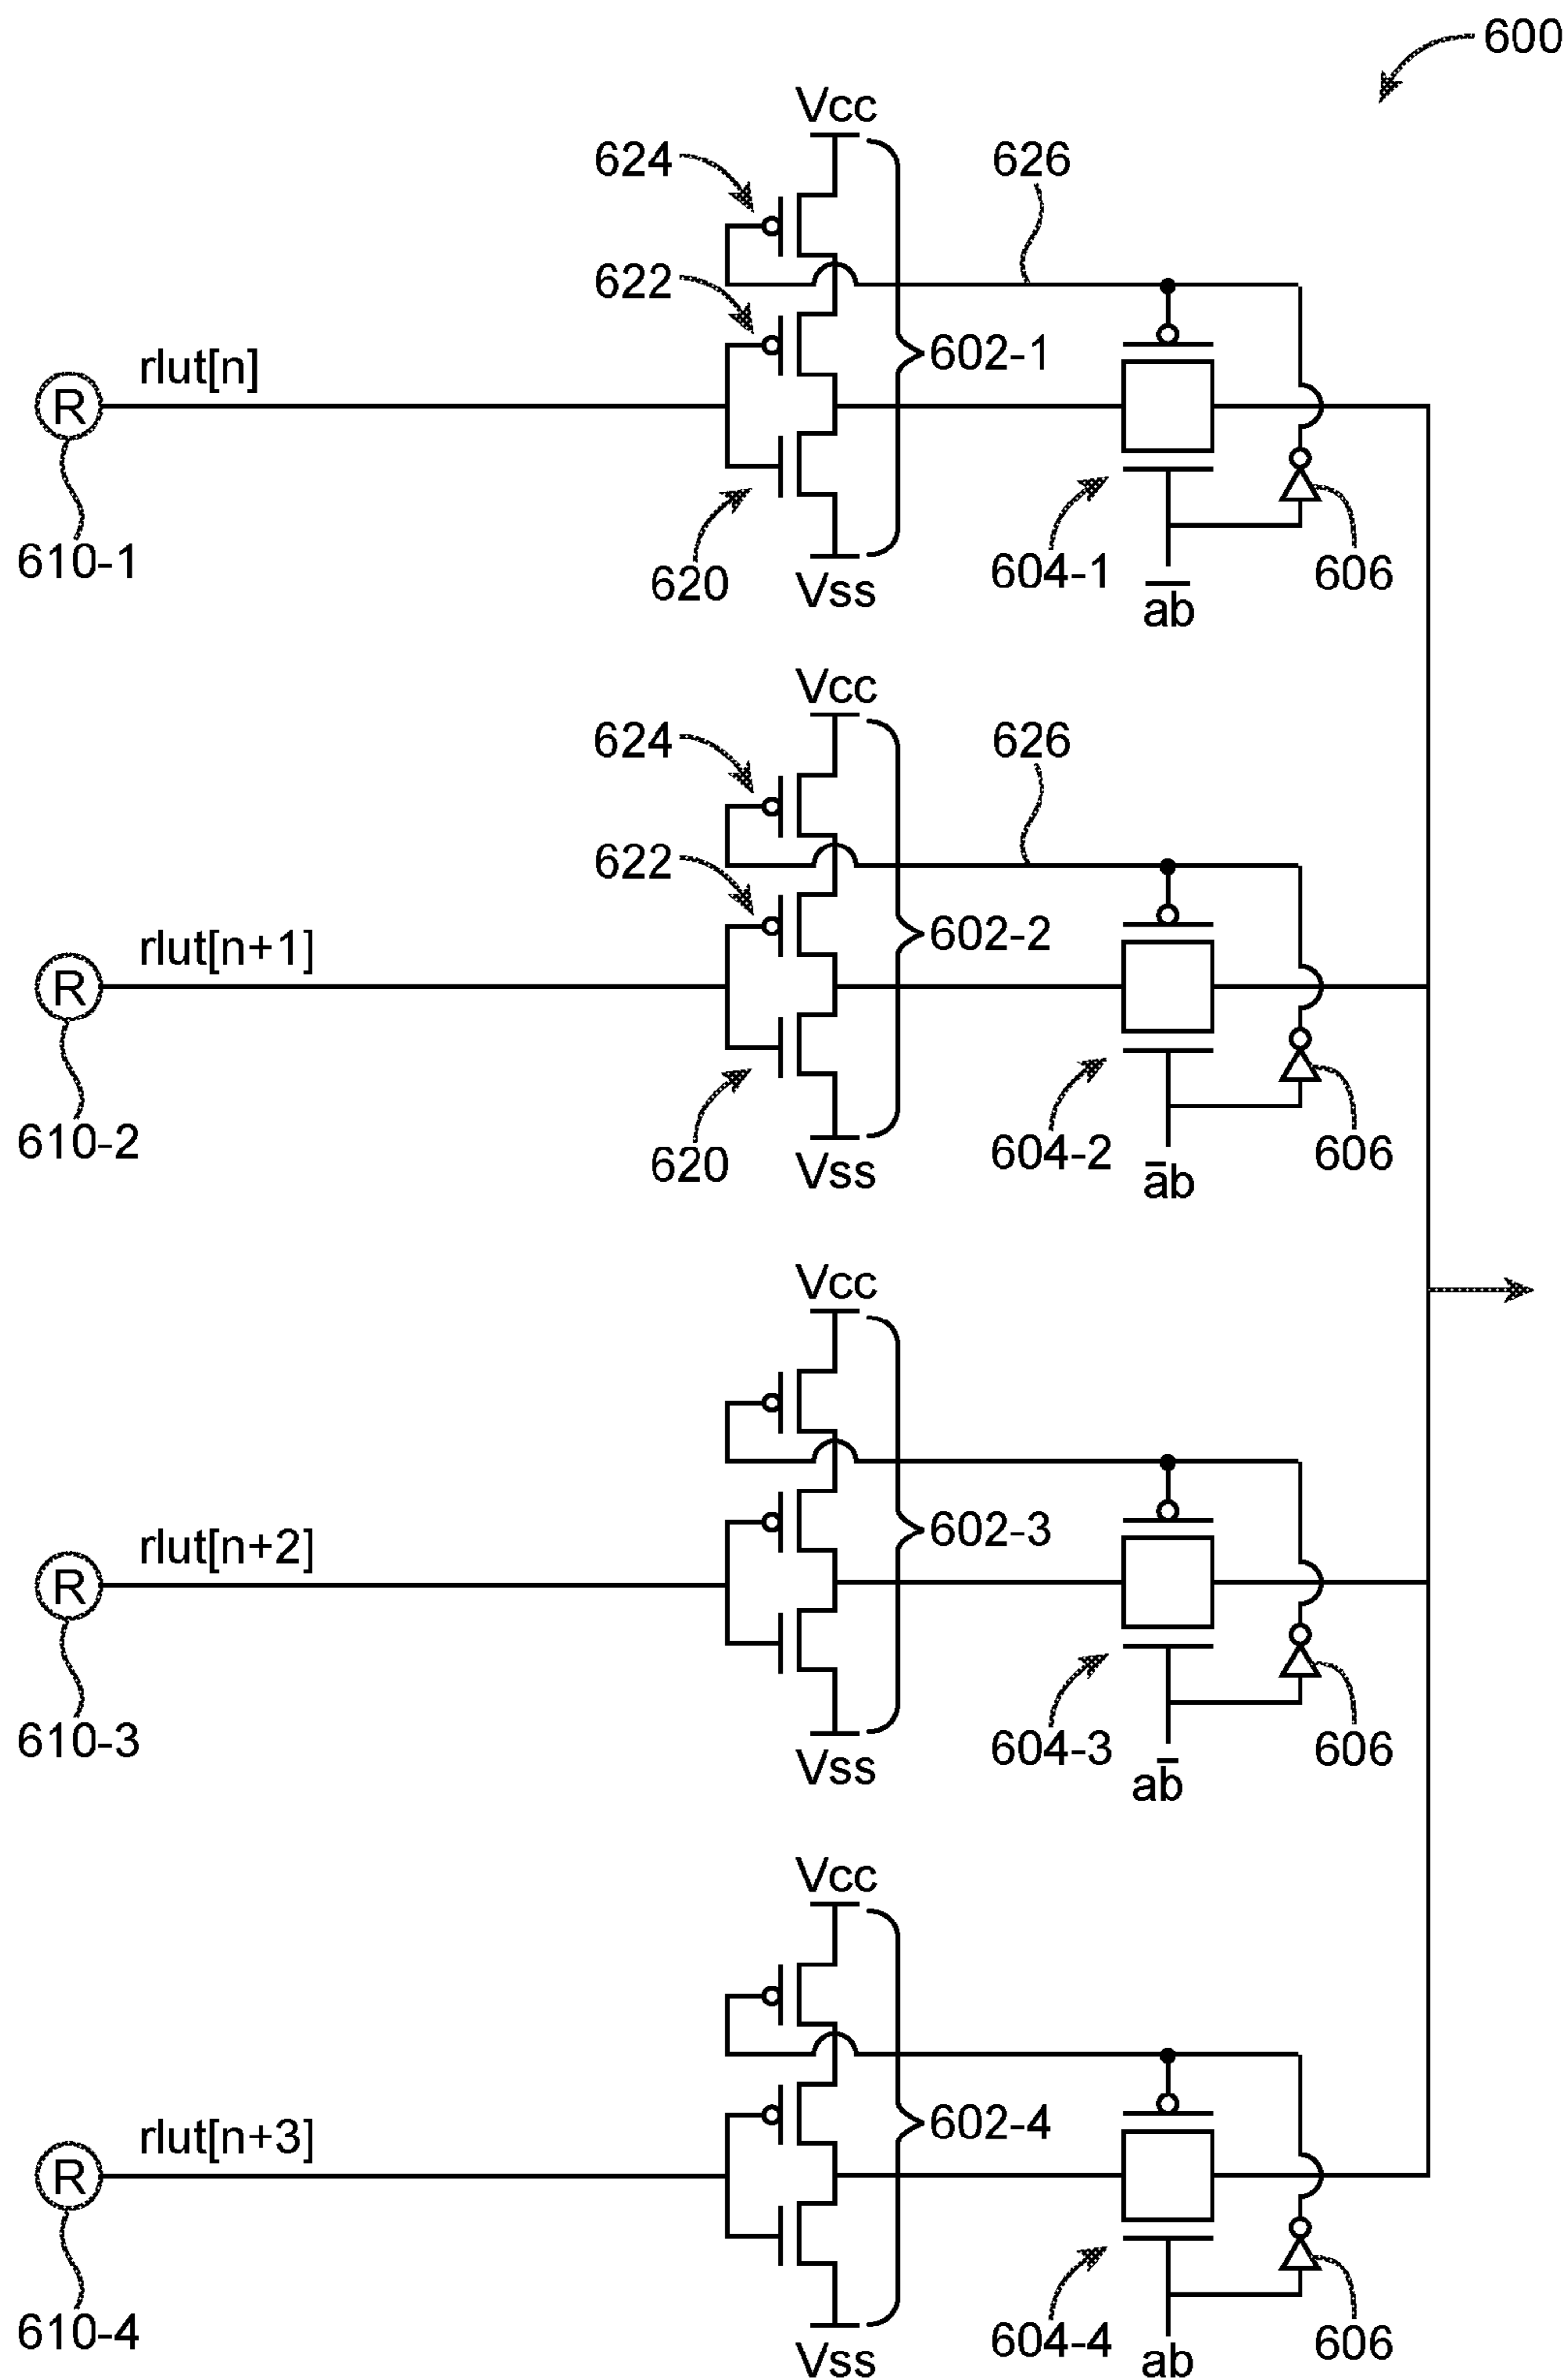 600
Vcc
624
626
622
602-1
rlut[n]
R
610-1
620
Vss
604-1
606
a̅b̅
Vcc
624
626
622
602-2
rlut[n+1]
R
610-2
620
Vss
604-2
606
a̅b
Vcc
602-3
rlut[n+2]
R
610-3
Vss
604-3
606
ab̅
Vcc
602-4
rlut[n+3]
R
610-4
Vss
604-4
606
ab